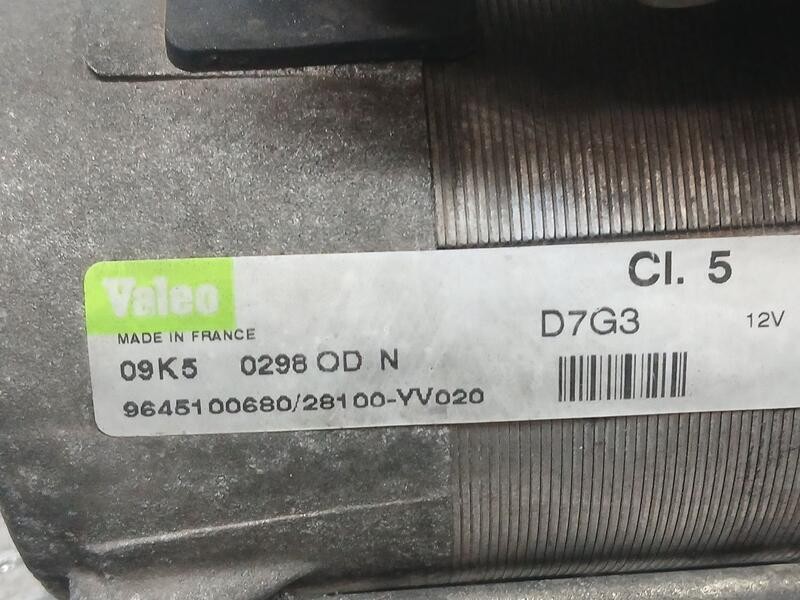 Valeo
Cl. 5
MADE IN FRANCE
D7G3
12V
09K5 0298 OD N
9645100680/28100-YV020